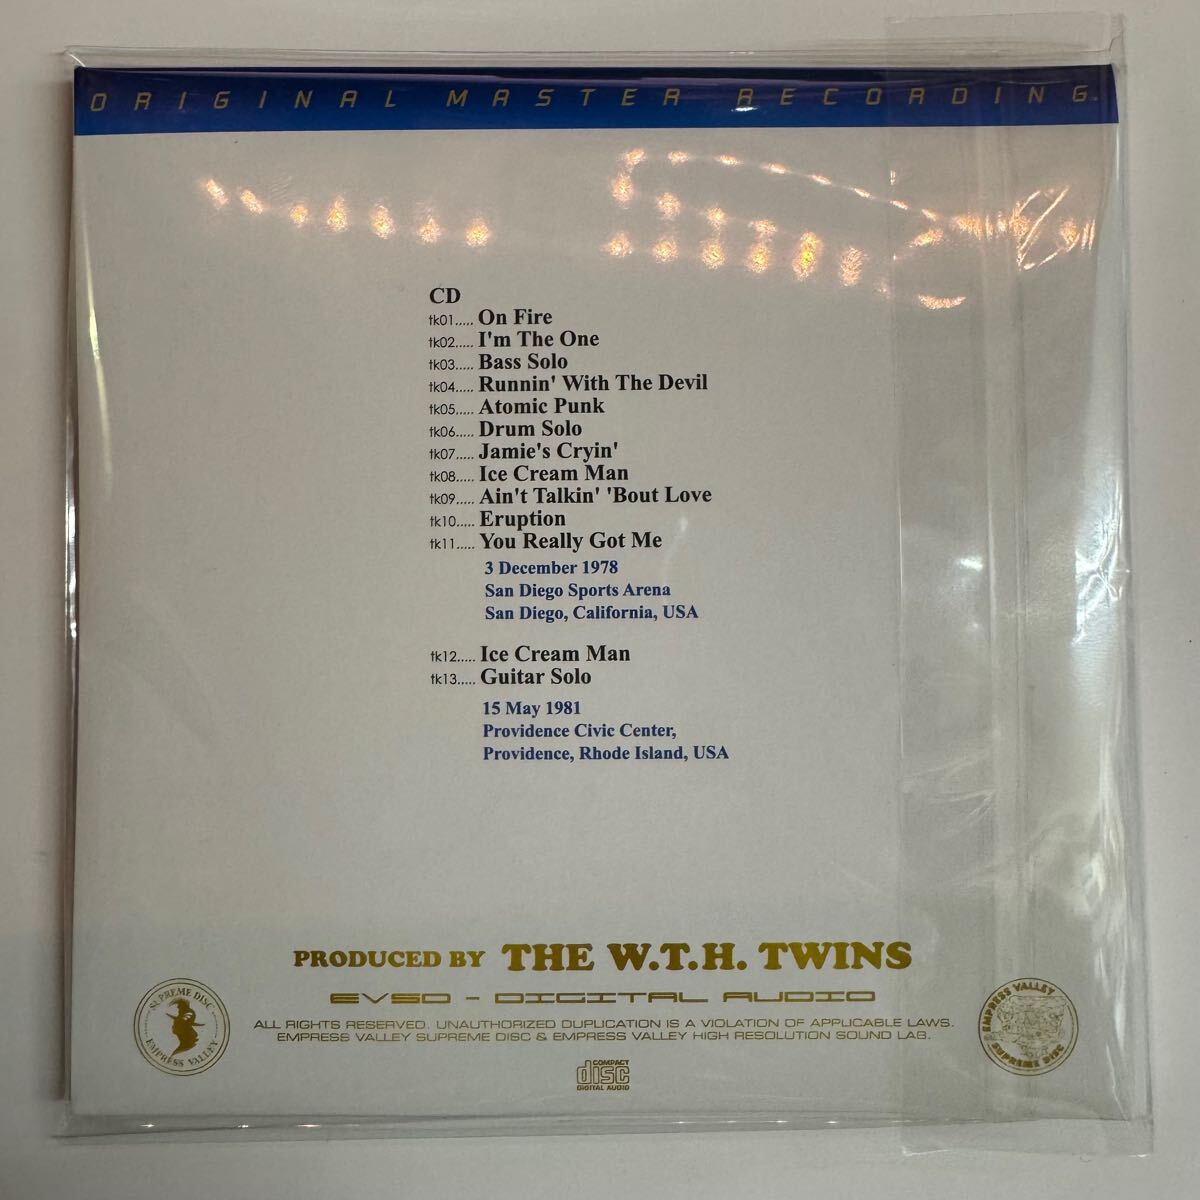 ORIGINAL MASTER RECORDING™
CD
tk01..... On Fire
tk02..... I'm The One
tk03..... Bass Solo
tk04..... Runnin' With The Devil
tk05..... Atomic Punk
tk06..... Drum Solo
tk07..... Jamie's Cryin'
tk08..... Ice Cream Man
tk09..... Ain't Talkin' 'Bout Love
tk10..... Eruption
tk11..... You Really Got Me
3 December 1978
San Diego Sports Arena
San Diego, California, USA
tk12..... Ice Cream Man
tk13..... Guitar Solo
15 May 1981
Providence Civic Center,
Providence, Rhode Island, USA
PRODUCED BY THE W.T.H. TWINS
EVSD - DIGITAL AUDIO
ALL RIGHTS RESERVED. UNAUTHORIZED DUPLICATION IS A VIOLATION OF APPLICABLE LAWS.
EMPRESS VALLEY SUPREME DISC & EMPRESS VALLEY HIGH RESOLUTION SOUND LAB.
SUPREME DISC
EMPRESS VALLEY
EMPRESS VALLEY
SUPREME DISC
COMPACT
disc
DIGITAL AUDIO